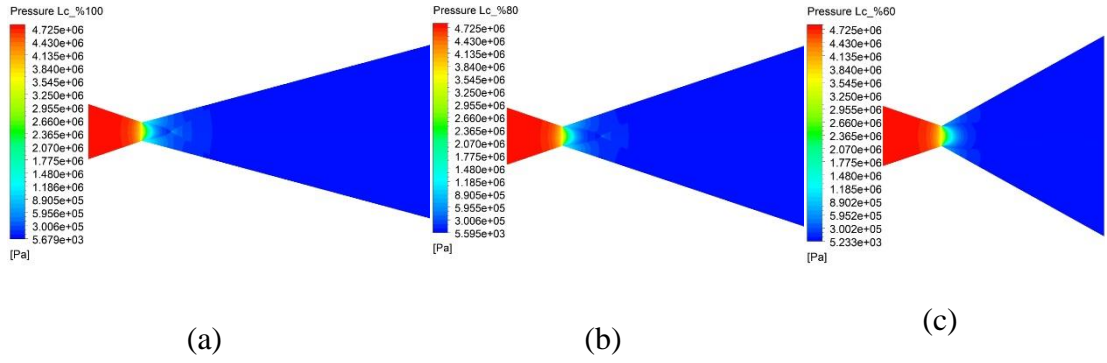 Pressure Lc_%100
4.725e+06
4.430e+06
4.135e+06
3.840e+06
3.545e+06
3.250e+06
2.955e+06
2.660e+06
2.365e+06
2.070e+06
1.775e+06
1.480e+06
1.186e+06
8.905e+05
5.956e+05
3.006e+05
5.679e+03
[Pa]
(a)
Pressure Lc_%80
4.725e+06
4.430e+06
4.135e+06
3.840e+06
3.545e+06
3.250e+06
2.955e+06
2.660e+06
2.365e+06
2.070e+06
1.775e+06
1.480e+06
1.186e+06
8.905e+05
5.955e+05
3.006e+05
5.595e+03
[Pa]
(b)
Pressure Lc_%60
4.725e+06
4.430e+06
4.135e+06
3.840e+06
3.545e+06
3.250e+06
2.955e+06
2.660e+06
2.365e+06
2.070e+06
1.775e+06
1.480e+06
1.185e+06
8.902e+05
5.952e+05
3.002e+05
5.233e+03
[Pa]
(c)